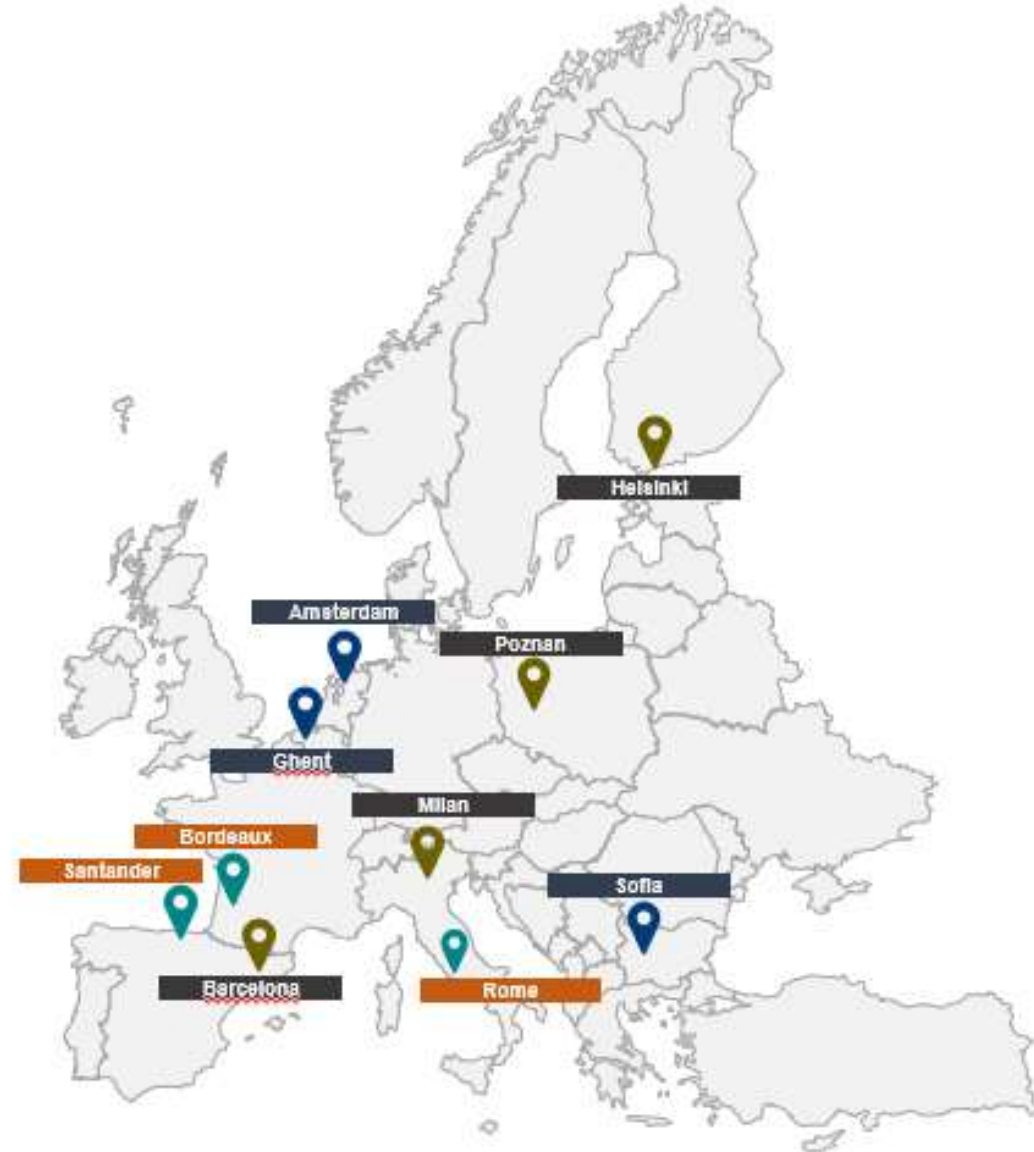 Helsinki
Amsterdam
Poznan
Ghent
Milan
Bordeaux
Santander
Sofia
Barcelona
Rome